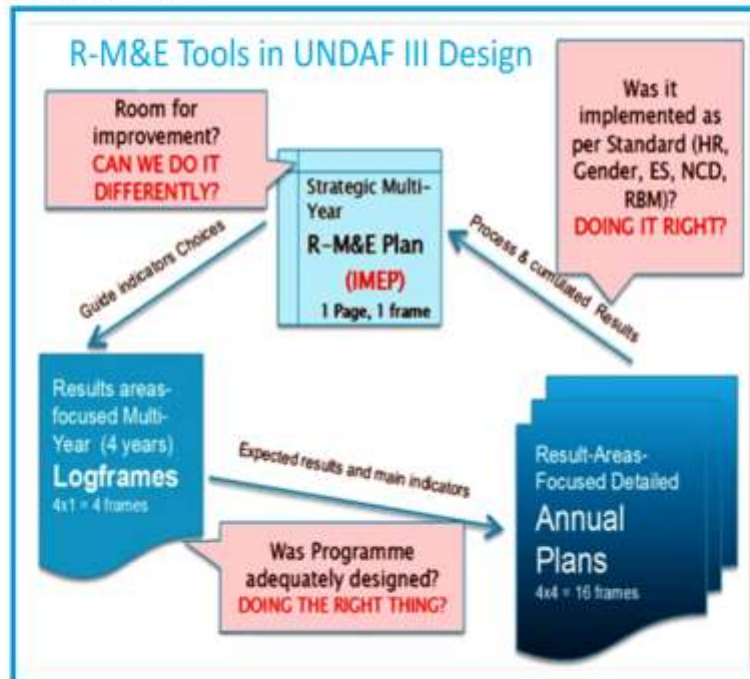 R-M&E Tools in UNDAF III Design
Room for
improvement?
CAN WE DO IT
DIFFERENTLY?
Strategic Multi-
Year
R-M&E Plan
(IMEP)
1 Page, 1 frame
Was it
implemented as
per Standard (HR,
Gender, ES, NCD,
RBM)?
DOING IT RIGHT?
Guide indicators Choices
Process & cumulated Results
Results areas-
focused Multi-
Year (4 years)
Logframes
4x1 = 4 frames
Expected results and main indicators
Result-Areas-
Focused Detailed
Annual
Plans
4x4 = 16 frames
Was Programme
adequately designed?
DOING THE RIGHT THING?